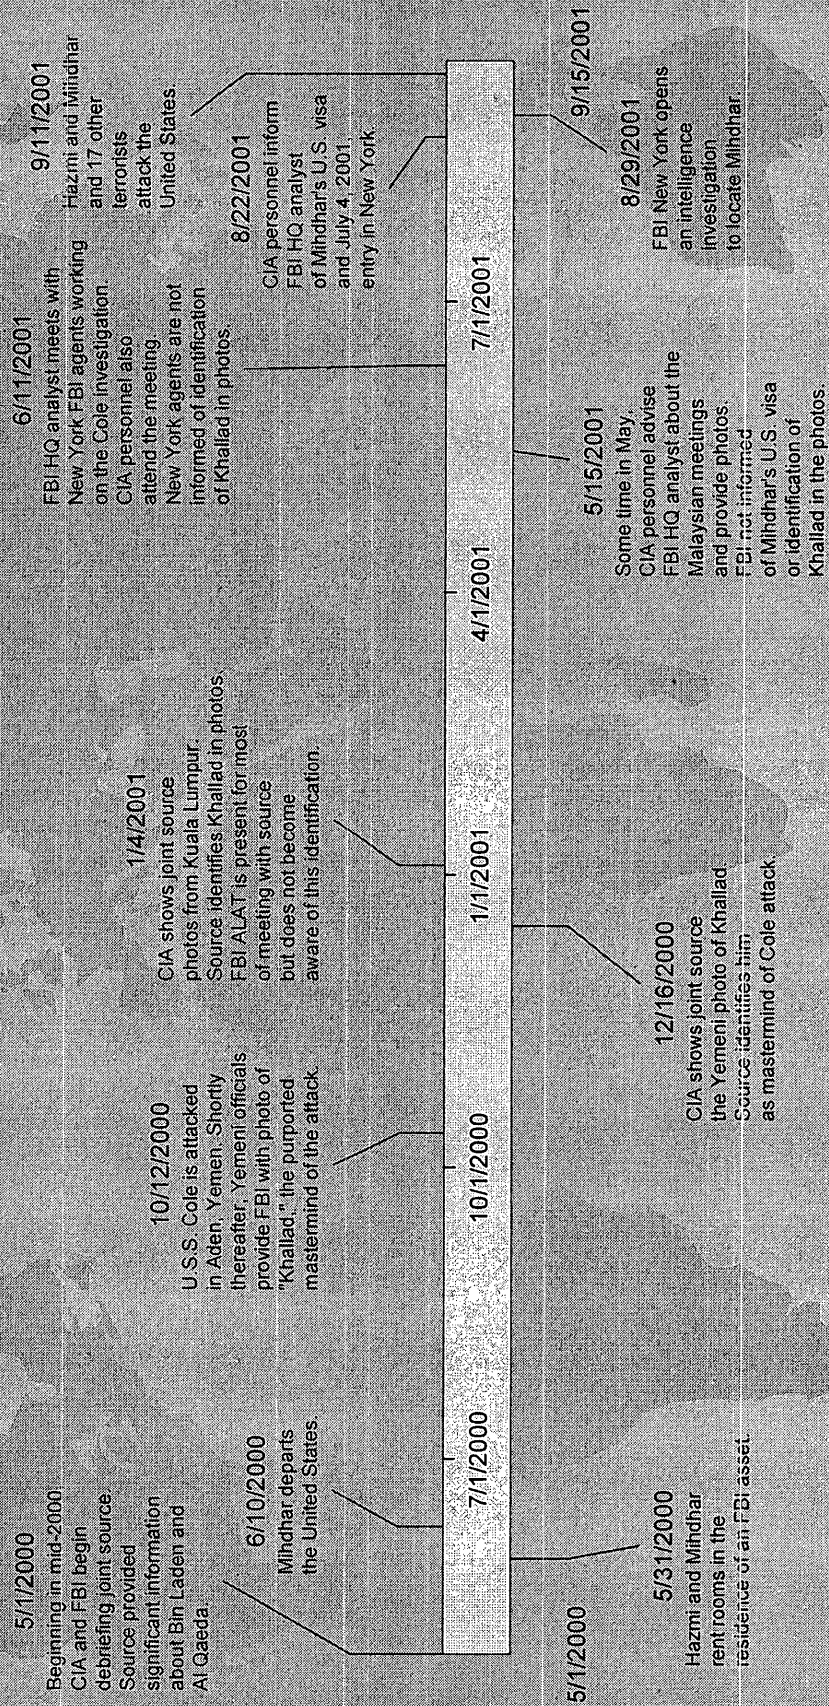 5/1/2000
Beginning in mid-2000
CIA and FBI begin
debriefing joint source.
Source provided
significant information
about Bin Laden and
Al Qaeda.
6/10/2000
Mihdhar departs
the United States.
10/12/2000
U.S.S. Cole is attacked
in Aden, Yemen. Shortly
thereafter, Yemeni officials
provide FBI with photo of
"Khallad," the purported
mastermind of the attack.
1/4/2001
CIA shows joint source
photos from Kuala Lumpur.
Source identifies Khallad in photos.
FBI ALAT is present for most
of meeting with source
but does not become
aware of this identification.
6/11/2001
FBI HQ analyst meets with
New York FBI agents working
on the Cole investigation.
CIA personnel also
attend the meeting.
New York agents are not
informed of identification
of Khallad in photos.
8/22/2001
CIA personnel inform
FBI HQ analyst
of Mihdhar's U.S. visa
and July 4, 2001,
entry in New York
9/11/2001
Hazmi and Mihdhar
and 17 other
terrorists
attack the
United States.
7/1/2000
10/1/2000
1/1/2001
4/1/2001
7/1/2001
5/1/2000
5/31/2000
Hazmi and Mihdhar
rent rooms in the
residence of an FBI asset.
12/16/2000
CIA shows joint source
the Yemeni photo of Khallad.
Source identifies him
as mastermind of Cole attack.
5/15/2001
Some time in May,
CIA personnel advise
FBI HQ analyst about the
Malaysian meetings
and provide photos.
FBI not informed
of Mihdhar's U.S. visa
or identification of
Khallad in the photos.
8/29/2001
FBI New York opens
an intelligence
investigation
to locate Mihdhar.
9/15/2001